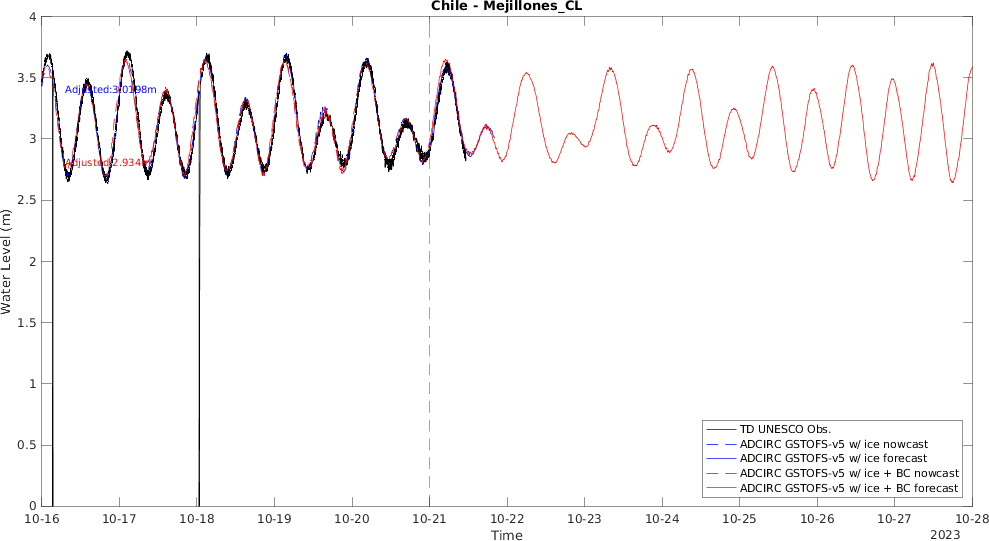 Chile - Mejillones_CL
4
3.5
3
2.5
2
1.5
1
0.5
0
Water Level (m)
Adjusted:3.0198m
Adjusted:2.934
TD UNESCO Obs.
ADCIRC GSTOFS-v5 w/ ice nowcast
ADCIRC GSTOFS-v5 w/ ice forecast
ADCIRC GSTOFS-v5 w/ ice + BC nowcast
ADCIRC GSTOFS-v5 w/ ice + BC forecast
10-16 10-17 10-18 10-19 10-20 10-21 10-22 10-23 10-24 10-25 10-26 10-27 10-28
Time
2023